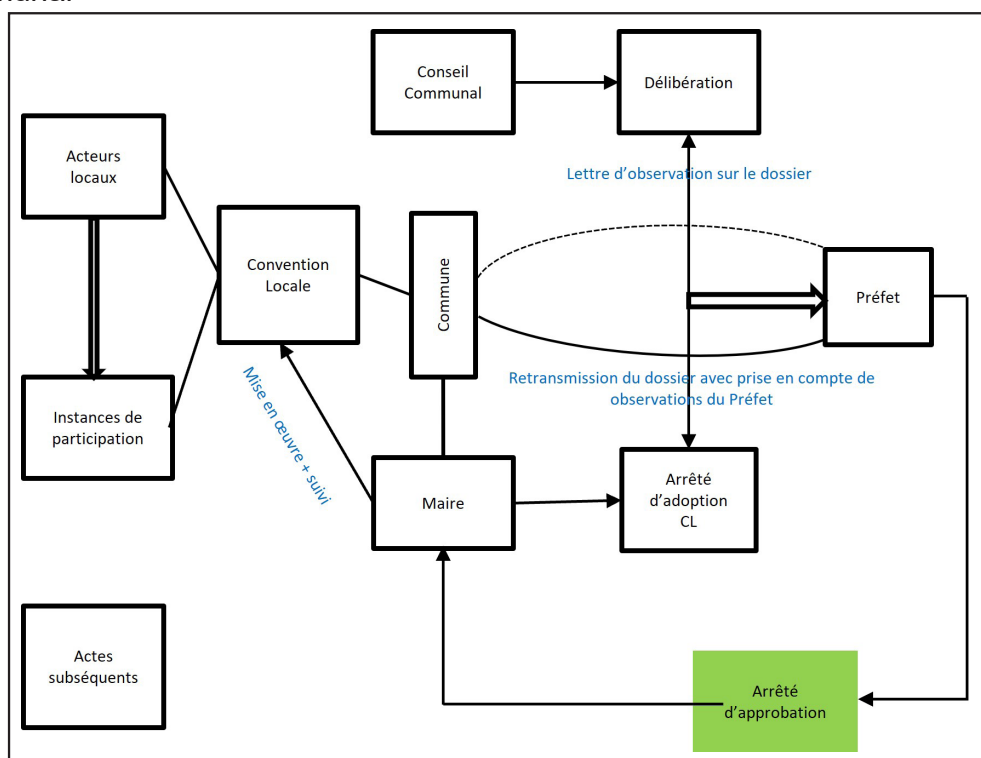 Conseil
Communal
Délibération
Acteurs
locaux
Lettre d'observation sur le dossier
Convention
Locale
Commune
Préfet
Retransmission du dossier avec prise en compte de
observations du Préfet
Mise en œuvre + suivi
Instances de
participation
Maire
Arrêté
d'adoption
CL
Actes
subséquents
Arrêté
d'approbation